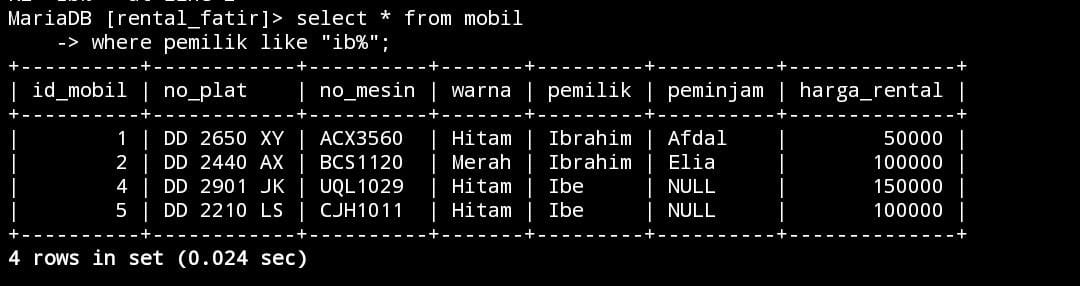 MariaDB [rental_fatir]> select * from mobil
    -> where pemilik like "ib%";
+----------+------------+----------+-------+---------+----------+--------------+
| id_mobil | no_plat    | no_mesin | warna | pemilik | peminjam | harga_rental |
+----------+------------+----------+-------+---------+----------+--------------+
|        1 | DD 2650 XY | ACX3560  | Hitam | Ibrahim | Afdal    |        50000 |
|        2 | DD 2440 AX | BCS1120  | Merah | Ibrahim | Elia     |       100000 |
|        4 | DD 2901 JK | UQL1029  | Hitam | Ibe     | NULL     |       150000 |
|        5 | DD 2210 LS | CJH1011  | Hitam | Ibe     | NULL     |       100000 |
+----------+------------+----------+-------+---------+----------+--------------+
4 rows in set (0.024 sec)